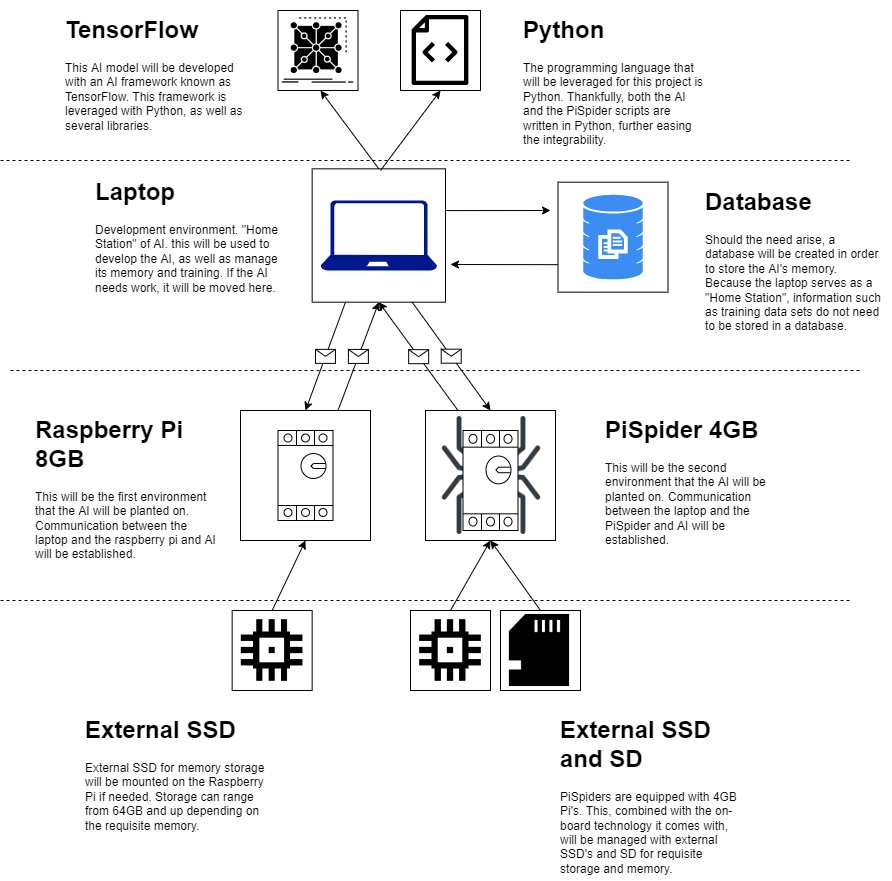 TensorFlow
This AI model will be developed
with an AI framework known as
TensorFlow. This framework is
leveraged with Python, as well as
several libraries.
Python
The programming language that
will be leveraged for this project is
Python. Thankfully, both the AI
and the PiSpider scripts are
written in Python, further easing
the integrability.
Laptop
Development environment. "Home
Station" of AI. this will be used to
develop the AI, as well as manage
its memory and training. If the AI
needs work, it will be moved here.
Database
Should the need arise, a
database will be created in order
to store the AI's memory.
Because the laptop serves as a
"Home Station", information such
as training data sets do not need
to be stored in a database.
Raspberry Pi
8GB
This will be the first environment
that the AI will be planted on.
Communication between the
laptop and the raspberry pi and AI
will be established.
PiSpider 4GB
This will be the second
environment that the AI will be
planted on. Communication
between the laptop and the
PiSpider and AI will be
established.
External SSD
External SSD for memory storage
will be mounted on the Raspberry
Pi if needed. Storage can range
from 64GB and up depending on
the requisite memory.
External SSD
and SD
PiSpiders are equipped with 4GB
Pi's. This, combined with the on-
board technology it comes with,
will be managed with external
SSD's and SD for requisite
storage and memory.